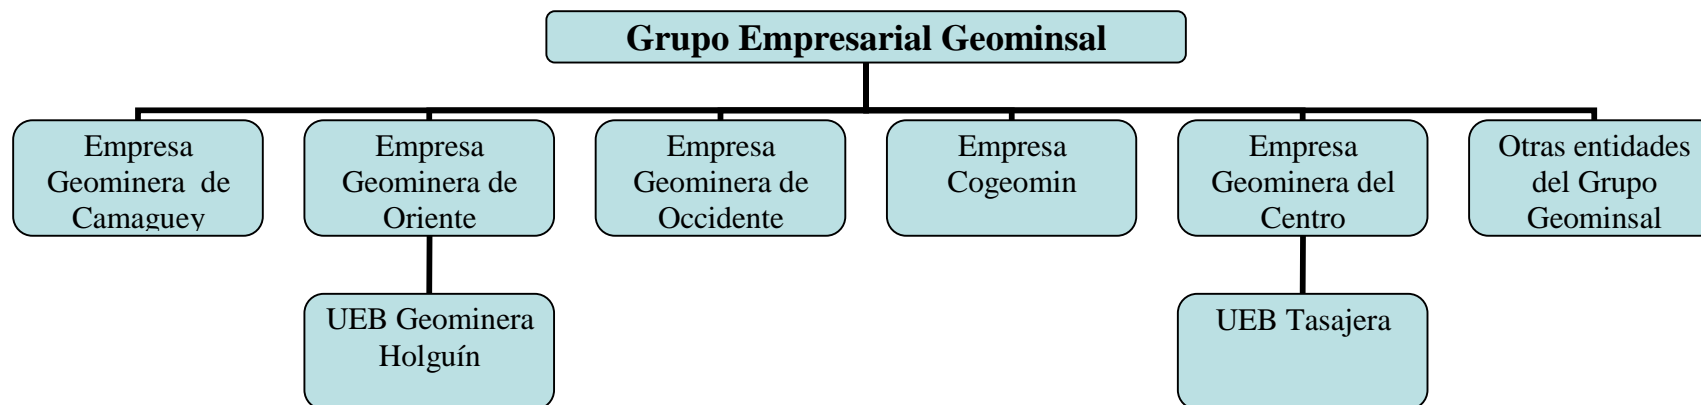 Grupo Empresarial Geominsal
Empresa
Geominera de
Camaguey
Empresa
Geominera de
Oriente
Empresa
Geominera de
Occidente
Empresa
Cogeomin
Empresa
Geominera del
Centro
Otras entidades
del Grupo
Geominsal
UEB Geominera
Holguín
UEB Tasajera